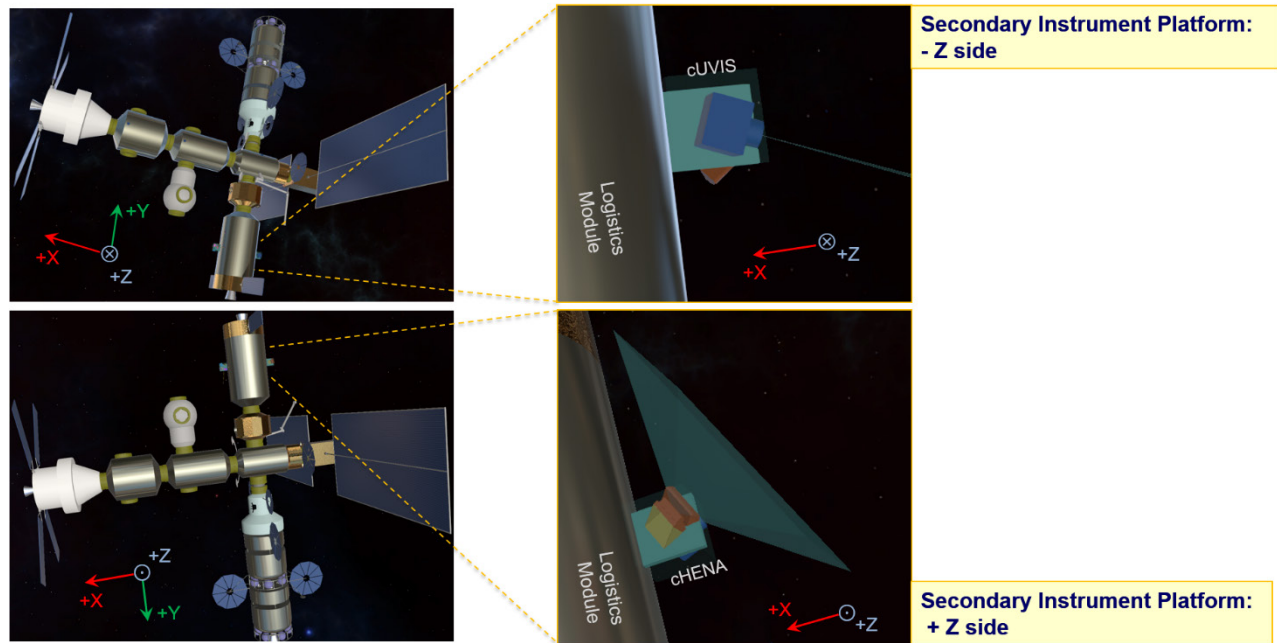 Secondary Instrument Platform:
- Z side
cUVIS
Logistics
Module
+X
+Z
+Y
+X
+Z
cHENA
Logistics
Module
+X
+Z
+Z
+X
+Y
Secondary Instrument Platform:
+ Z side